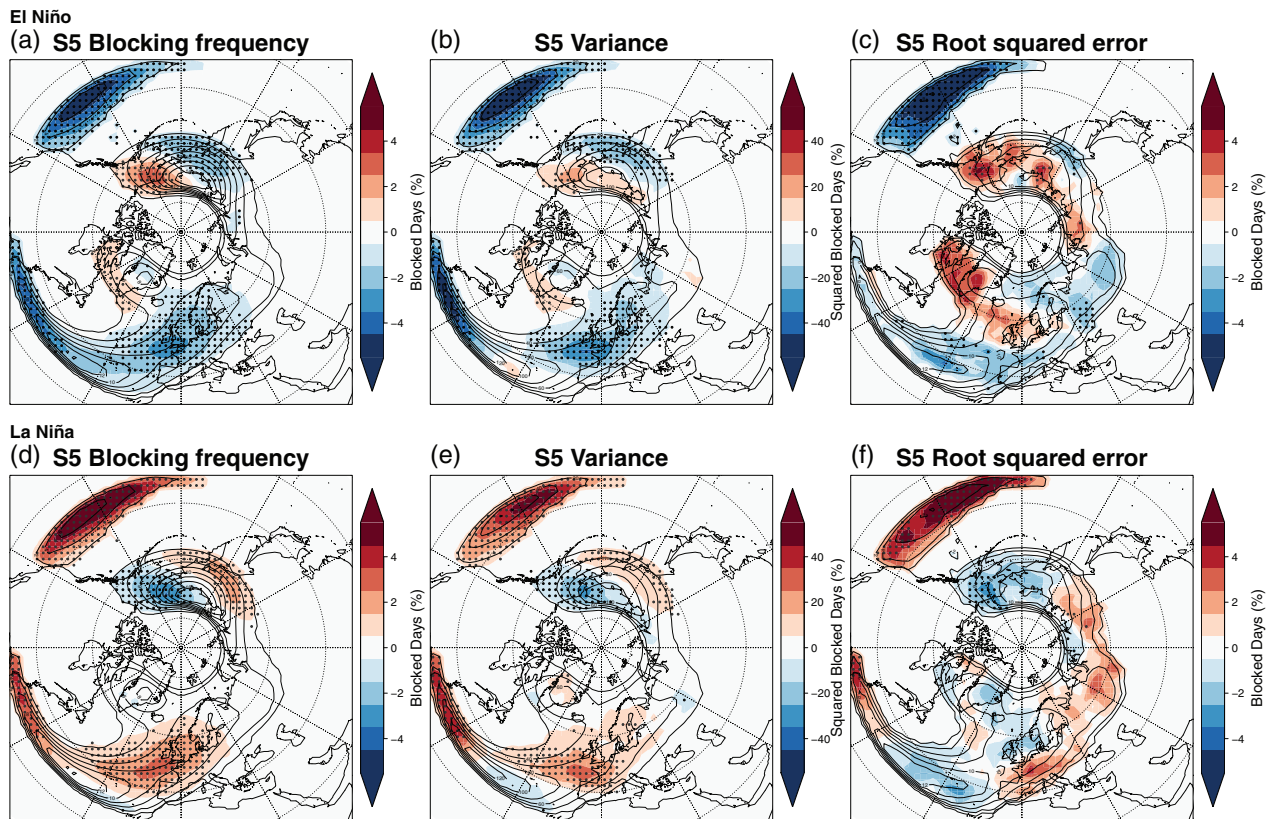 El Niño
(a) S5 Blocking frequency
(b) S5 Variance
(c) S5 Root squared error
4
2
0
−2
−4
Blocked Days (%)
40
20
0
−20
−40
Squared Blocked Days (%)
4
2
0
−2
−4
Blocked Days (%)
La Niña
(d) S5 Blocking frequency
(e) S5 Variance
(f) S5 Root squared error
4
2
0
−2
−4
Blocked Days (%)
40
20
0
−20
−40
Squared Blocked Days (%)
4
2
0
−2
−4
Blocked Days (%)